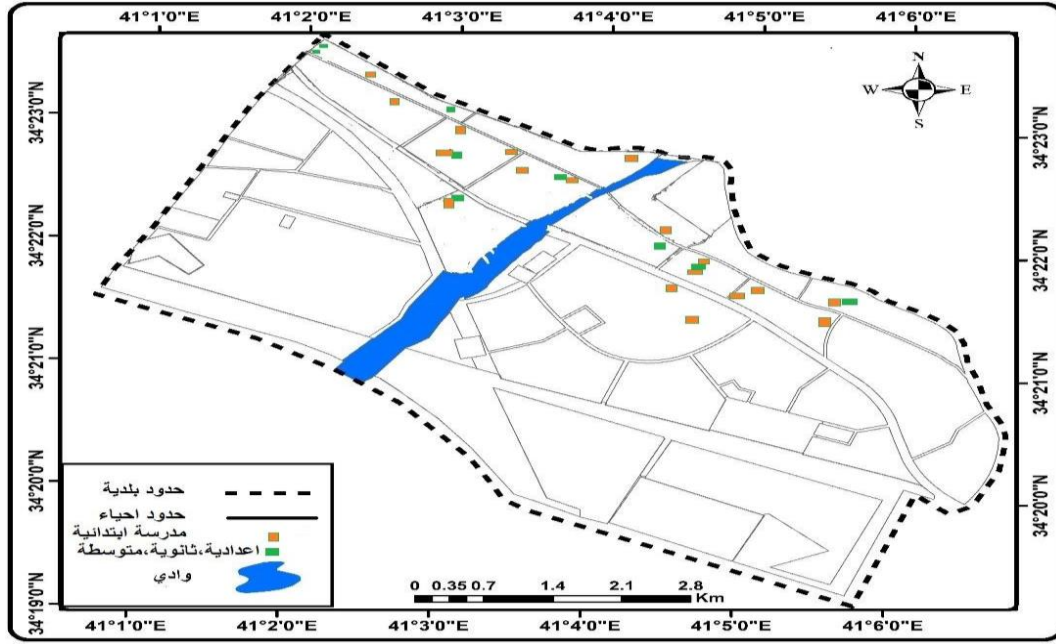 41°1'0"E 41°2'0"E 41°3'0"E 41°4'0"E 41°5'0"E 41°6'0"E
34°23'0"N
34°22'0"N
34°21'0"N
34°20'0"N
34°19'0"N
N
W E
S
34°23'0"N
34°22'0"N
34°21'0"N
34°20'0"N
حدود بلدية
حدود احياء
مدرسة ابتدائية
اعدادية،ثانوية،متوسطة
وادي
0 0.35 0.7 1.4 2.1 2.8
Km
41°1'0"E 41°2'0"E 41°3'0"E 41°4'0"E 41°5'0"E 41°6'0"E